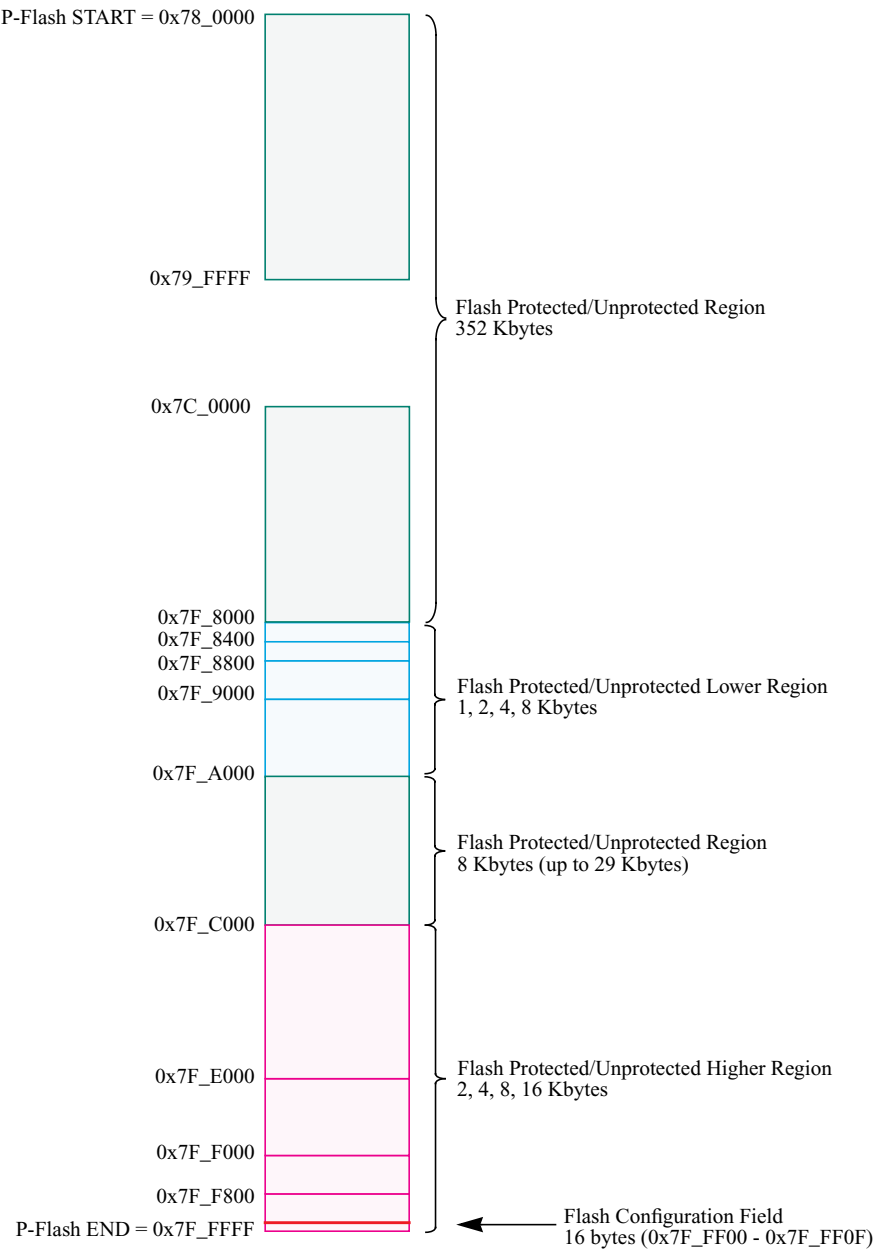 P-Flash START = 0x78_0000
0x79_FFFF
Flash Protected/Unprotected Region
352 Kbytes
0x7C_0000
0x7F_8000
0x7F_8400
0x7F_8800
0x7F_9000
Flash Protected/Unprotected Lower Region
1, 2, 4, 8 Kbytes
0x7F_A000
Flash Protected/Unprotected Region
8 Kbytes (up to 29 Kbytes)
0x7F_C000
Flash Protected/Unprotected Higher Region
2, 4, 8, 16 Kbytes
0x7F_E000
0x7F_F000
0x7F_F800
P-Flash END = 0x7F_FFFF
Flash Configuration Field
16 bytes (0x7F_FF00 - 0x7F_FF0F)